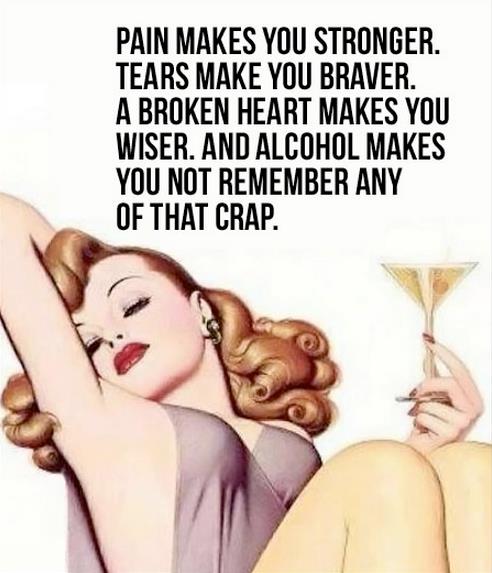 PAIN MAKES YOU STRONGER.
TEARS MAKE YOU BRAVER.
A BROKEN HEART MAKES YOU
WISER. AND ALCOHOL MAKES
YOU NOT REMEMBER ANY
OF THAT CRAP.